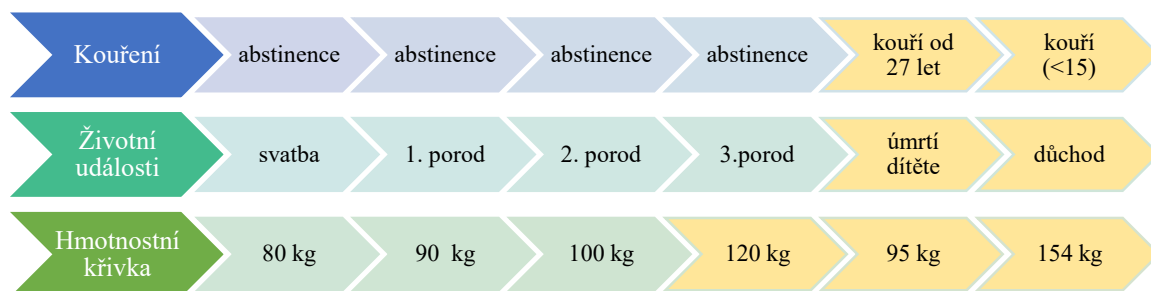 Kouření
abstinence
abstinence
abstinence
abstinence
kouří od
27 let
kouří
(<15)
Životní
události
svatba
1. porod
2. porod
3.porod
úmrtí
dítěte
důchod
Hmotnostní
křivka
80 kg
90 kg
100 kg
120 kg
95 kg
154 kg